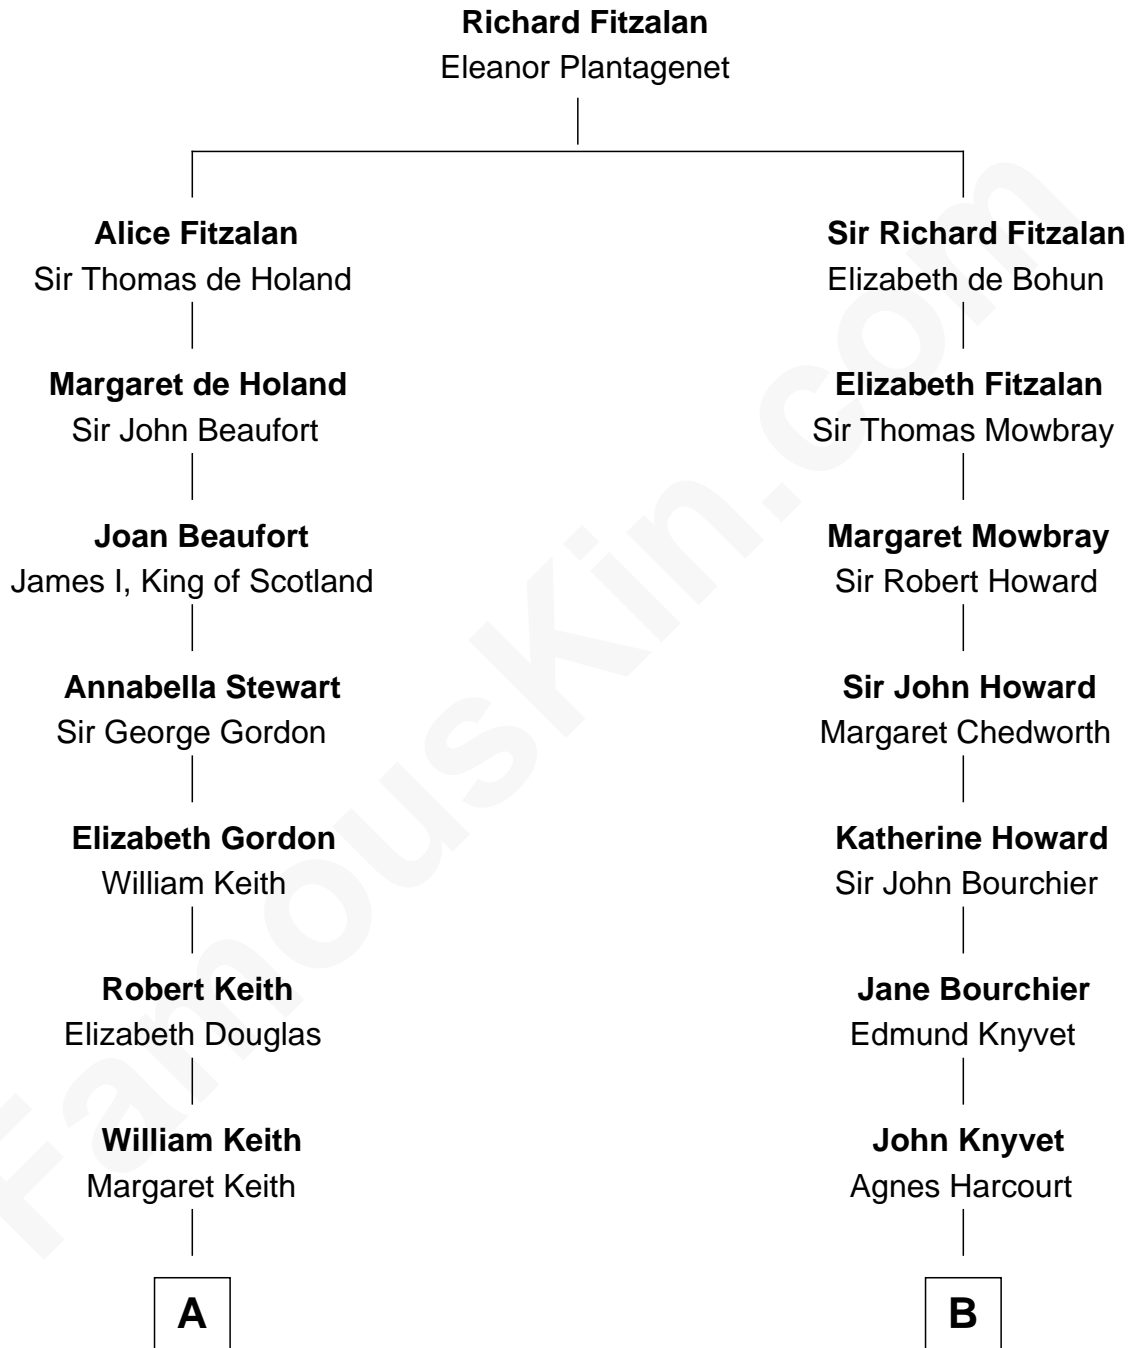 Richard Fitzalan
Eleanor Plantagenet
Alice Fitzalan
Sir Thomas de Holand
Sir Richard Fitzalan
Elizabeth de Bohun
Margaret de Holand
Sir John Beaufort
Elizabeth Fitzalan
Sir Thomas Mowbray
Joan Beaufort
James I, King of Scotland
Margaret Mowbray
Sir Robert Howard
Annabella Stewart
Sir George Gordon
Sir John Howard
Margaret Chedworth
Elizabeth Gordon
William Keith
Katherine Howard
Sir John Bourchier
Robert Keith
Elizabeth Douglas
Jane Bourchier
Edmund Knyvet
William Keith
Margaret Keith
John Knyvet
Agnes Harcourt
A
B
FamousKin.com